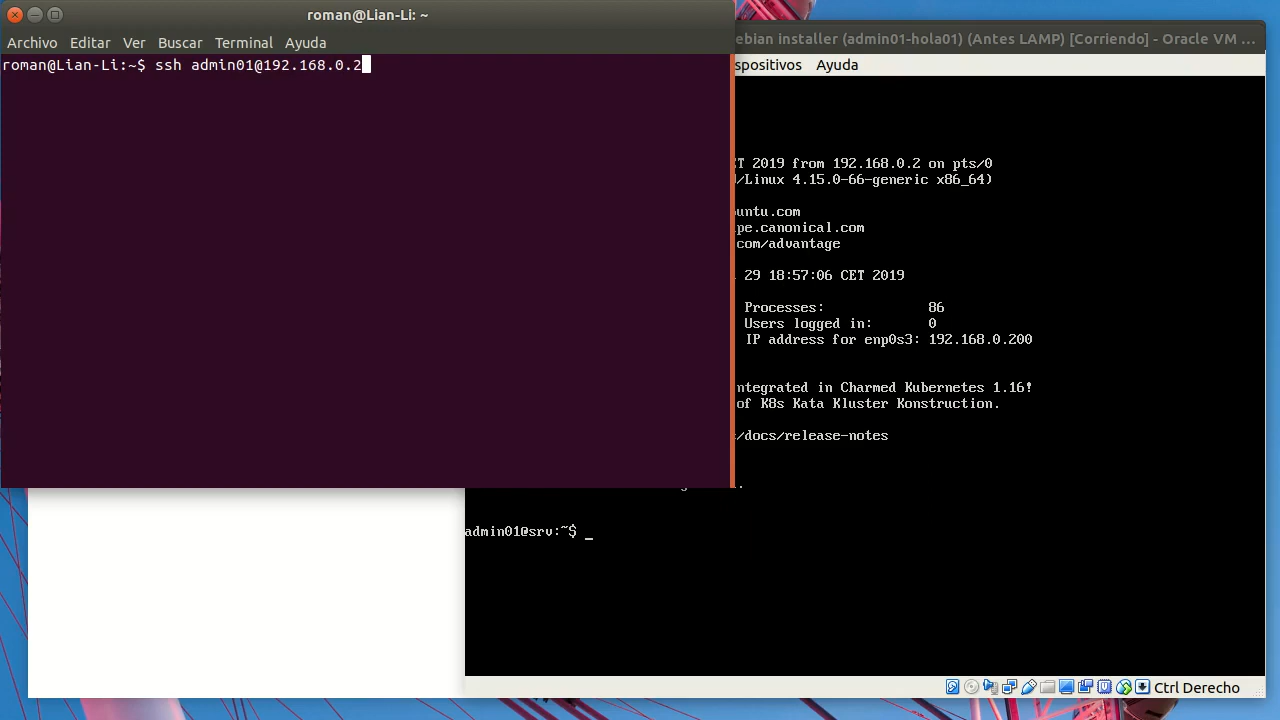 roman@Lian-Li: ~
Archivo Editar Ver Buscar Terminal Ayuda
roman@Lian-Li:~$ ssh admin01@192.168.0.2
ebian installer (admin01-hola01) (Antes LAMP) [Corriendo] - Oracle VM ...
spositivos Ayuda
ET 2019 from 192.168.0.2 on pts/0
/Linux 4.15.0-66-generic x86_64)
untu.com
pe.canonical.com
com/advantage
29 18:57:06 CET 2019
Processes: 86
Users logged in: 0
IP address for enp0s3: 192.168.0.200
ntegrated in Charmed Kubernetes 1.16!
of K8s Kata Kluster Konstruction.
/docs/release-notes
admin01@srv:~$ _
Ctrl Derecho